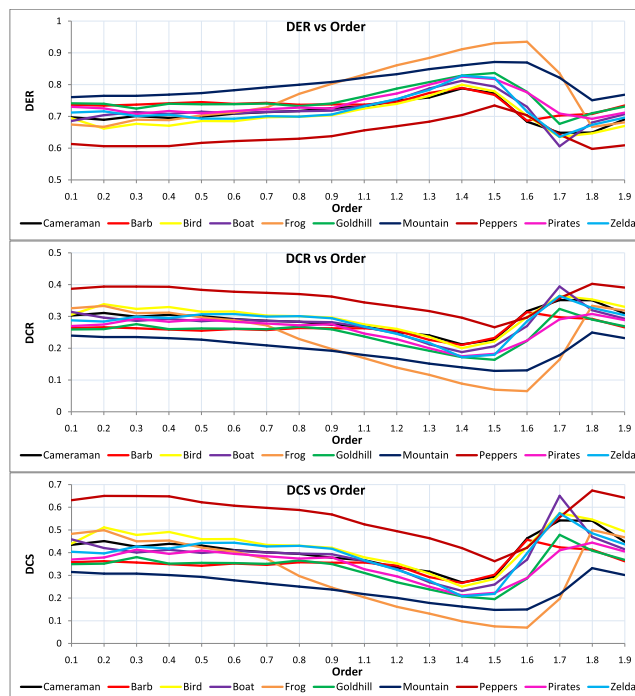 DER vs Order
1
0.9
0.8
0.7
0.6
0.5
DER
0.1 0.2 0.3 0.4 0.5 0.6 0.7 0.8 0.9 1.0 1.1 1.2 1.3 1.4 1.5 1.6 1.7 1.8 1.9
Order
Cameraman Barb Bird Boat Frog Goldhill Mountain Peppers Pirates Zelda
DCR vs Order
0.5
0.4
0.3
0.2
0.1
0
DCR
0.1 0.2 0.3 0.4 0.5 0.6 0.7 0.8 0.9 1.0 1.1 1.2 1.3 1.4 1.5 1.6 1.7 1.8 1.9
Order
Cameraman Barb Bird Boat Frog Goldhill Mountain Peppers Pirates Zelda
DCS vs Order
0.7
0.6
0.5
0.4
0.3
0.2
0.1
0
DCS
0.1 0.2 0.3 0.4 0.5 0.6 0.7 0.8 0.9 1.0 1.1 1.2 1.3 1.4 1.5 1.6 1.7 1.8 1.9
Order
Cameraman Barb Bird Boat Frog Goldhill Mountain Peppers Pirates Zelda